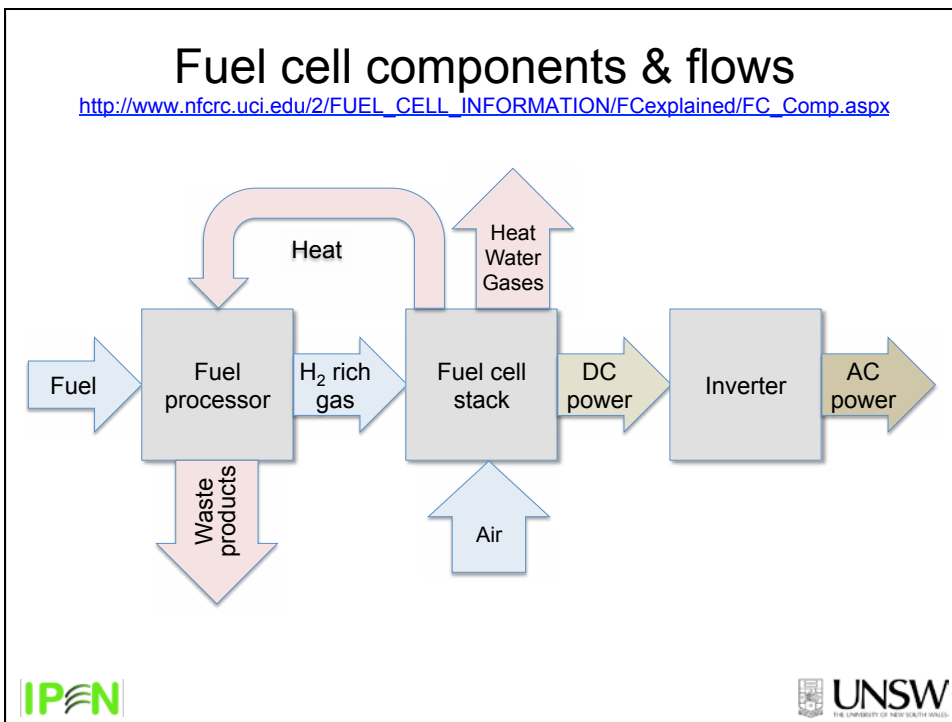 Fuel cell components & flows
http://www.nfcrc.uci.edu/2/FUEL_CELL_INFORMATION/FCexplained/FC_Comp.aspx
Heat
Heat
Water
Gases
Fuel
Fuel
processor
H₂ rich
gas
Fuel cell
stack
DC
power
Inverter
AC
power
Waste
products
Air
IPEN
UNSW
THE UNIVERSITY OF NEW SOUTH WALES